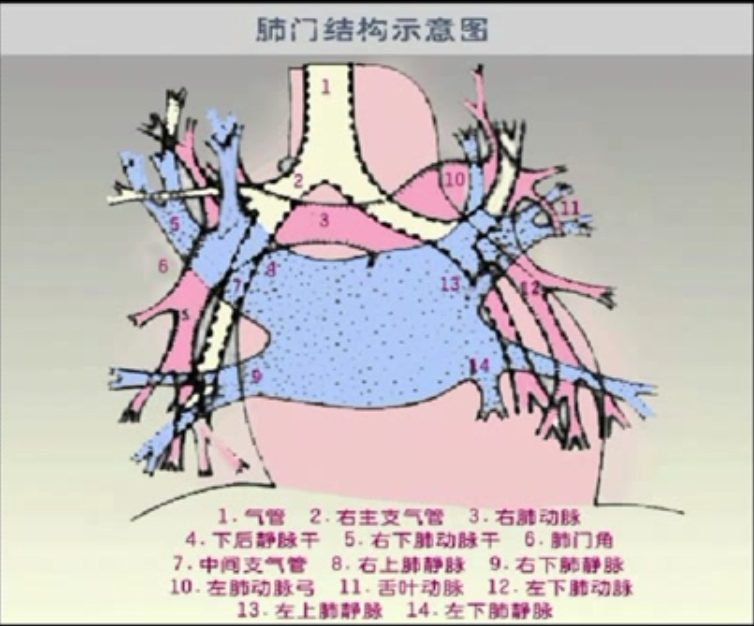 肺门结构示意图
1
2
10
3
11
5
6
8
7
13
12
14
9
1.气管 2.右主支气管 3.右肺动脉
4.下后静脉干 5.右下肺动脉干 6.肺门角
7.中间支气管 8.右上肺静脉 9.右下肺静脉
10.左肺动脉弓 11.舌叶动脉 12.左下肺动脉
13.左上肺静脉 14.左下肺静脉